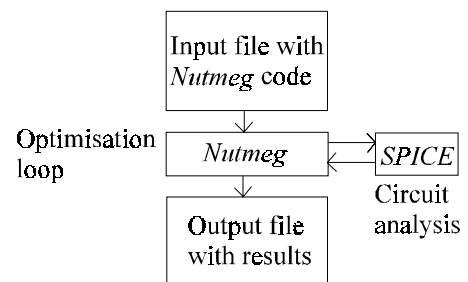 Input file with
Nutmeg code
Optimisation
loop
Nutmeg
SPICE
Circuit
analysis
Output file
with results